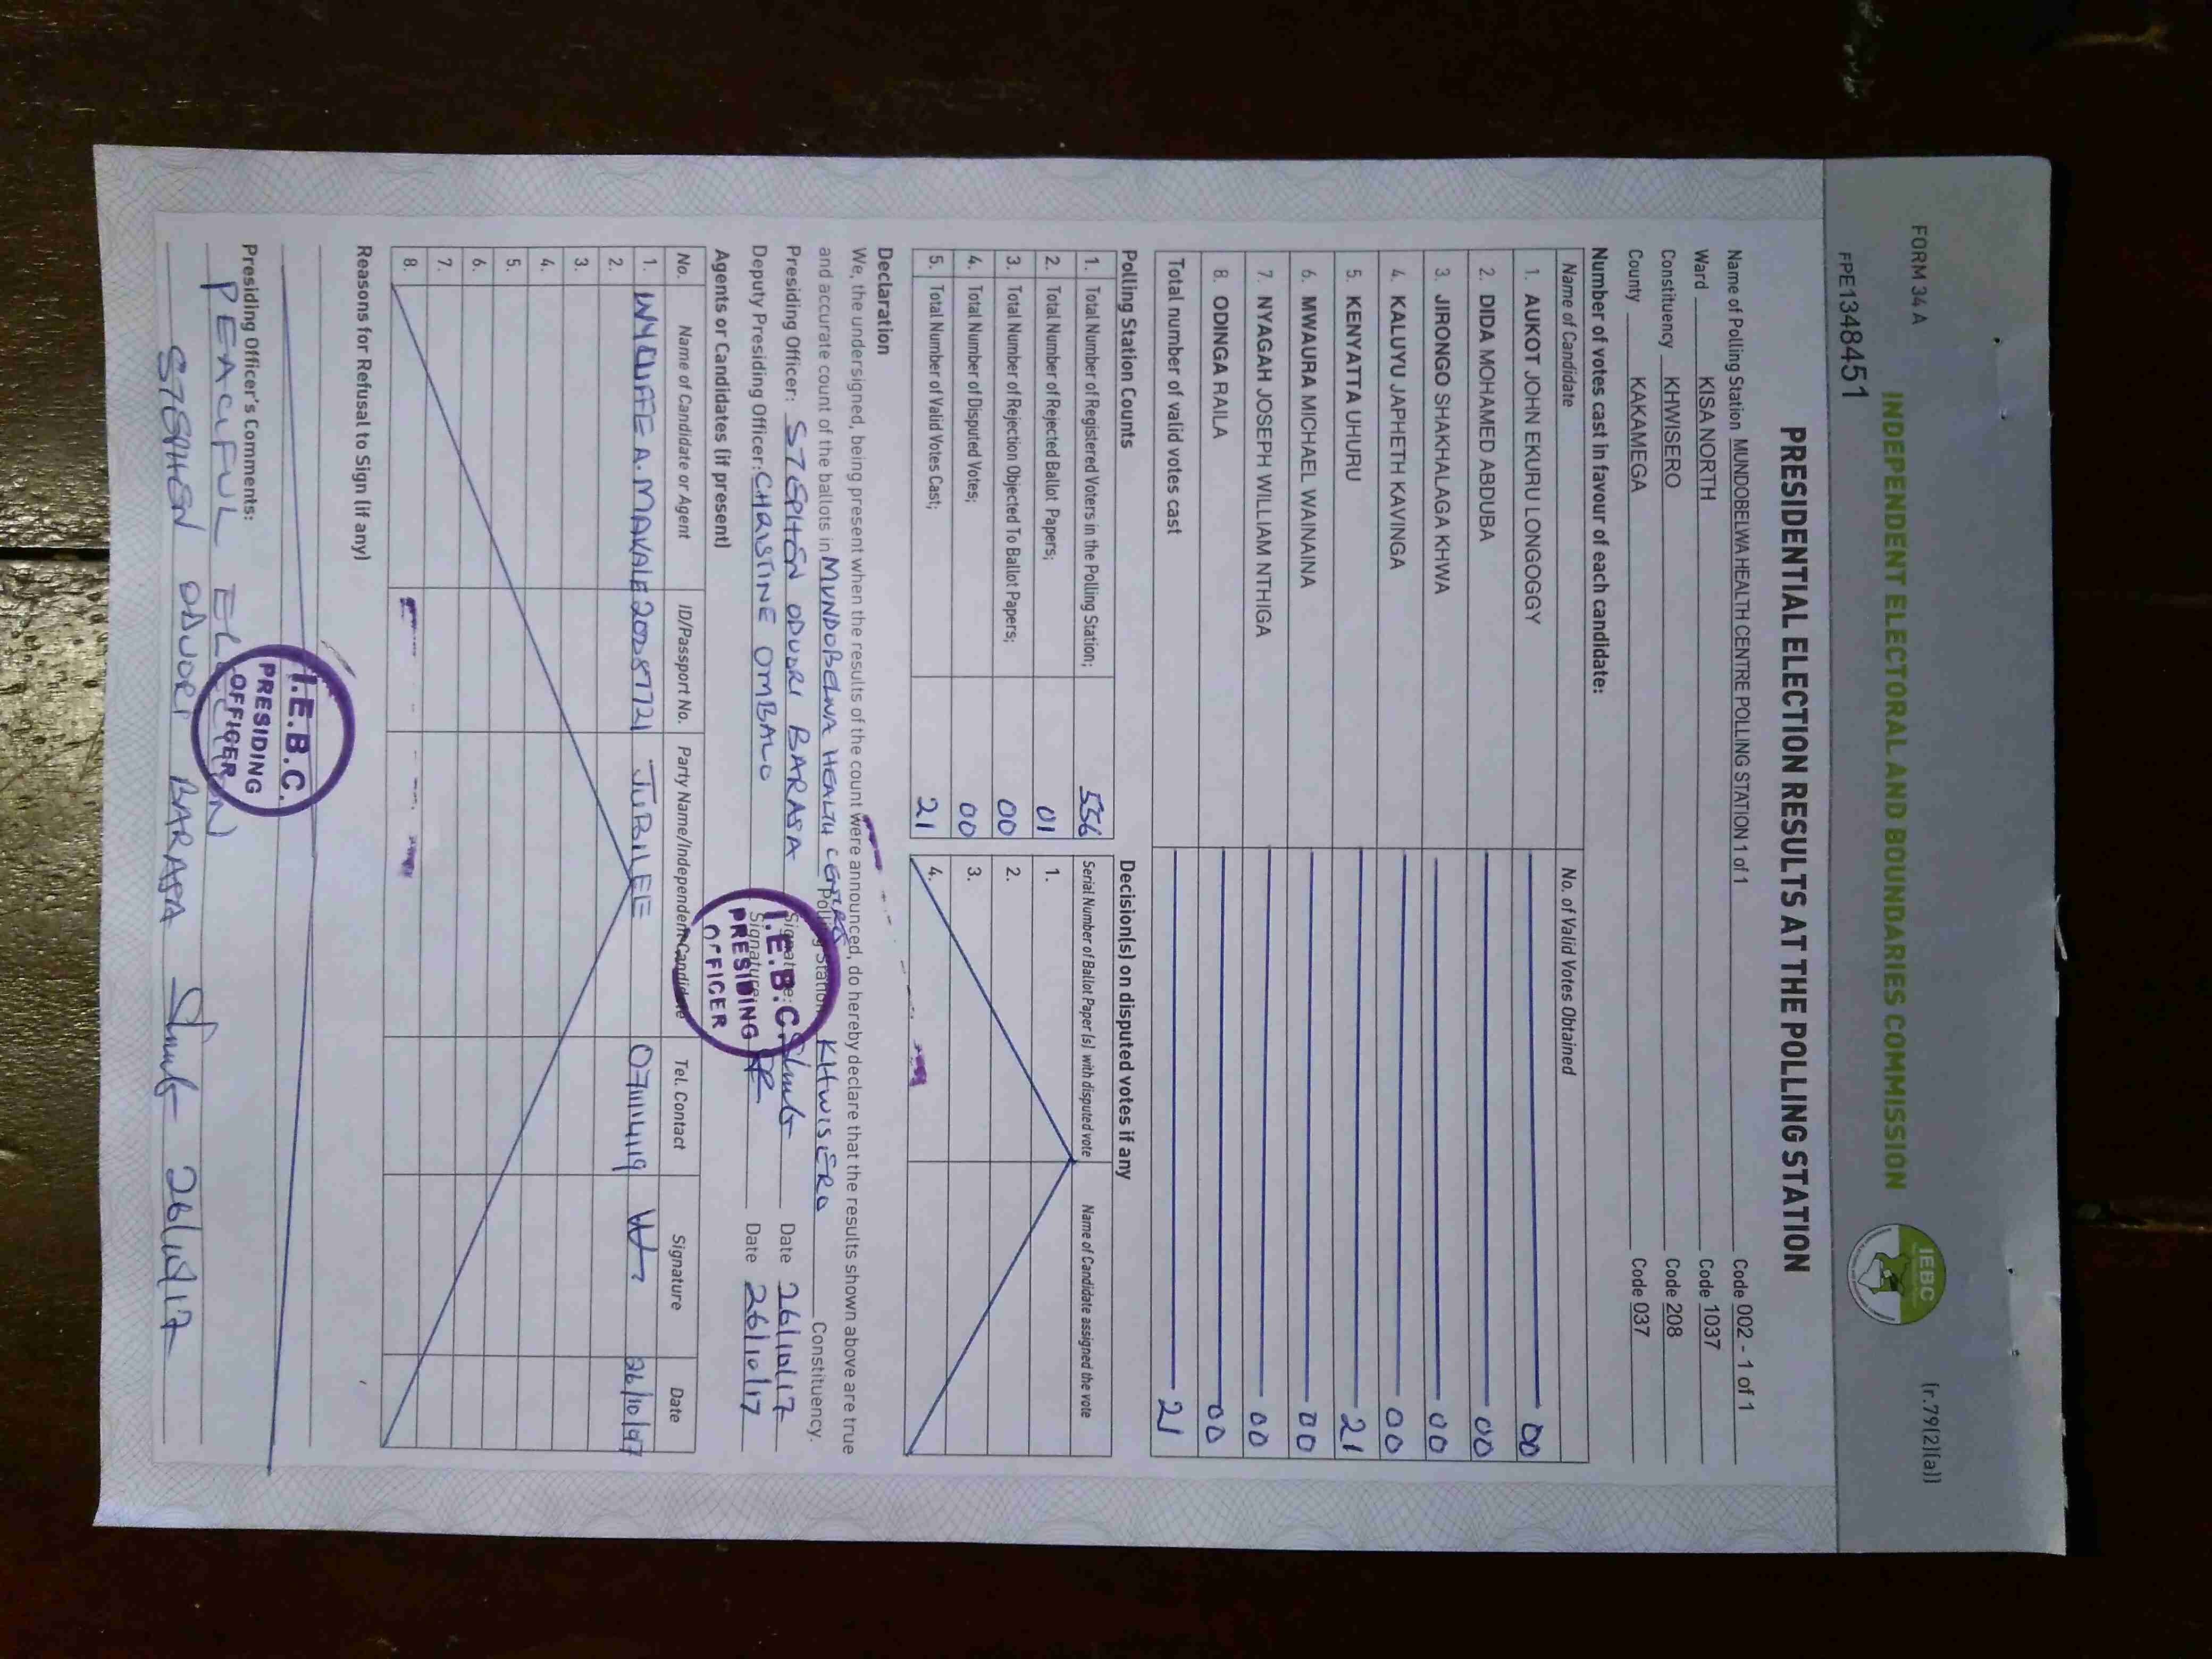 FORM 34 A
(r.79(2)(a))
INDEPENDENT ELECTORAL AND BOUNDARIES COMMISSION
IEBC
FPE1348451
PRESIDENTIAL ELECTION RESULTS AT THE POLLING STATION
Name of Polling Station MUNDOBELWA HEALTH CENTRE POLLING STATION 1 of 1 Code 002 - 1 of 1
Ward KISA NORTH Code 1037
Constituency KHWISERO Code 208
County KAKAMEGA Code 037
Number of votes cast in favour of each candidate:
Name of Candidate No. of Valid Votes Obtained
1. AUKOT JOHN EKURU LONGOGGY 00
2. DIDA MOHAMED ABDUBA 00
3. JIRONGO SHAKHALAGA KHWA 00
4. KALUYU JAPHETH KAVINGA 00
5. KENYATTA UHURU 21
6. MWAURA MICHAEL WAINAINA 00
7. NYAGAH JOSEPH WILLIAM NTHIGA 00
8. ODINGA RAILA 00
Total number of valid votes cast 21
Polling Station Counts
1. Total Number of Registered Voters in the Polling Station; 556
2. Total Number of Rejected Ballot Papers; 01
3. Total Number of Rejection Objected To Ballot Papers; 00
4. Total Number of Disputed Votes; 00
5. Total Number of Valid Votes Cast; 21
Decision(s) on disputed votes if any
Serial Number of Ballot Paper (s) with disputed vote Name of Candidate assigned the vote
1.
2.
3.
4.
Declaration
We, the undersigned, being present when the results of the count were announced, do hereby declare that the results shown above are true
and accurate count of the ballots in MUNDOBELWA HEALTH CENTRE Polling Station KHWISERO Constituency.
Presiding Officer: STEPHEN ODUORI BARASA Signature: Date 26/10/17
Deputy Presiding Officer: CHRISTINE OMBALO Signature: Date 26/10/17
I.E.B.C.
PRESIDING
OFFICER
Agents or Candidates (if present)
No. Name of Candidate or Agent ID/Passport No. Party Name/Independent Candidate Tel. Contact Signature Date
1. A. MAKALE JUBILEE
2.
3.
4.
5.
6.
7.
8.
Reasons for Refusal to Sign (if any)
Presiding Officer's Comments:
PEACEFUL ELECTION
STEPHEN ODUORI BARASA 26/10/17
I.E.B.C.
PRESIDING
OFFICER